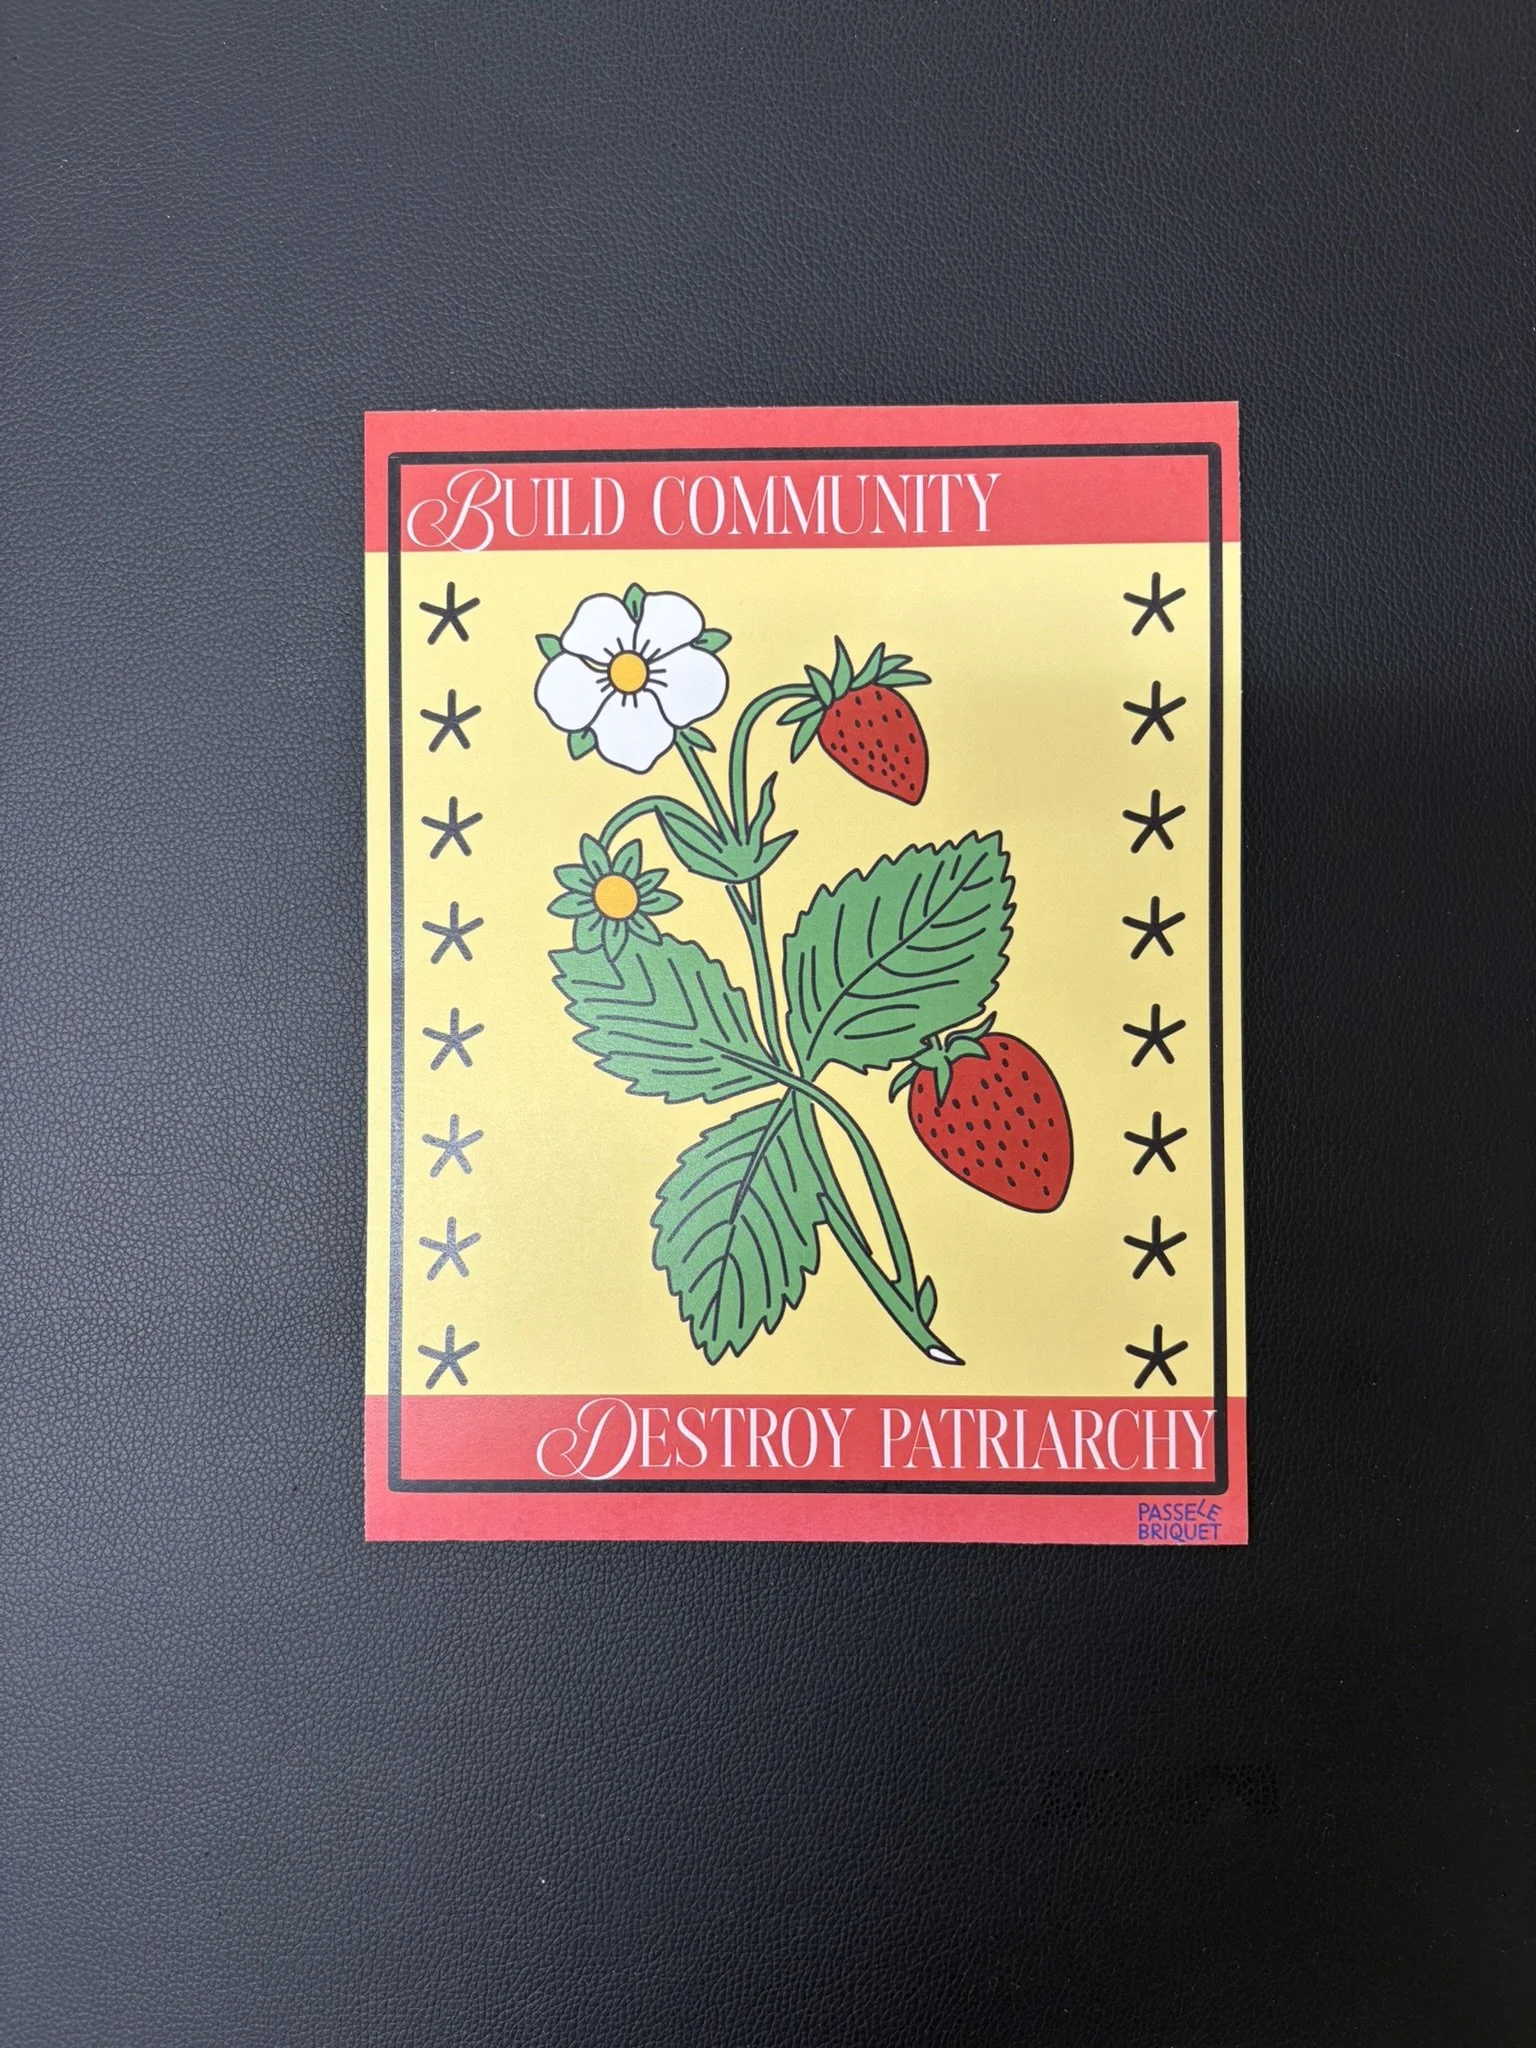 BUILD COMMUNITY
DESTROY PATRIARCHY
PASSE LE
BRIQUET